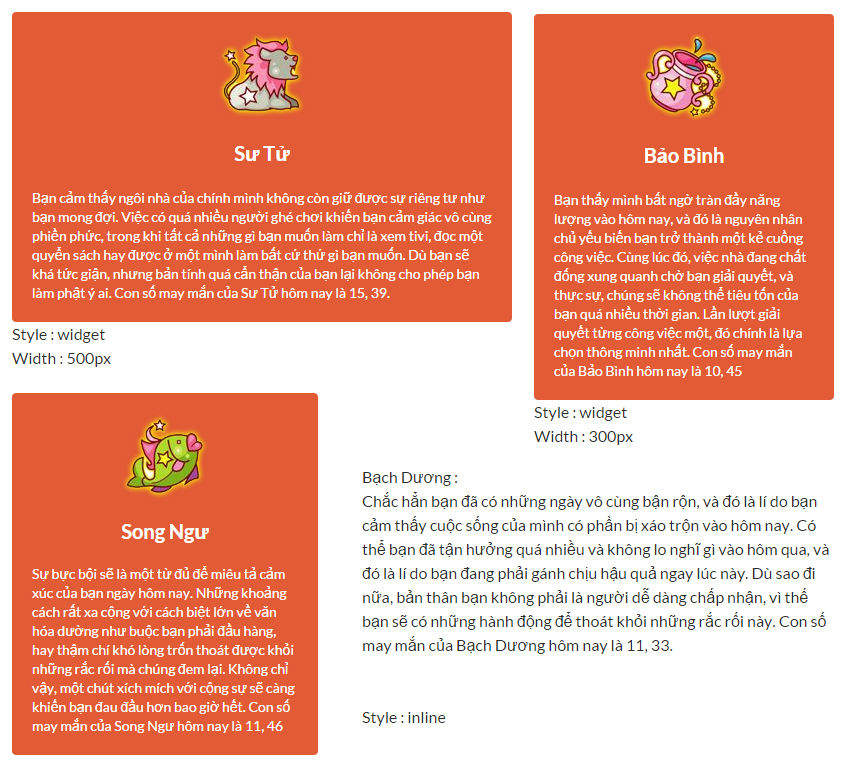 Sư Tử
Bạn cảm thấy ngôi nhà của chính mình không còn giữ được sự riêng tư như
bạn mong đợi. Việc có quá nhiều người ghé chơi khiến bạn cảm giác vô cùng
phiền phức, trong khi tất cả những gì bạn muốn làm chỉ là xem tivi, đọc một
quyển sách hay được ở một mình làm bất cứ thứ gì bạn muốn. Dù bạn sẽ
khá tức giận, nhưng bản tính quá cẩn thận của bạn lại không cho phép bạn
làm phật ý ai. Con số may mắn của Sư Tử hôm nay là 15, 39.
Style : widget
Width : 500px
Bảo Bình
Bạn thấy mình bất ngờ tràn đầy năng
lượng vào hôm nay, và đó là nguyên nhân
chủ yếu biến bạn trở thành một kẻ cuồng
công việc. Cùng lúc đó, việc nhà đang chất
đống xung quanh chờ bạn giải quyết, và
thực sự, chúng sẽ không thể tiêu tốn của
bạn quá nhiều thời gian. Lần lượt giải
quyết từng công việc một, đó chính là lựa
chọn thông minh nhất. Con số may mắn
của Bảo Bình hôm nay là 10, 45
Style : widget
Width : 300px
Song Ngư
Sự bực bội sẽ là một từ đủ để miêu tả cảm
xúc của bạn ngày hôm nay. Những khoảng
cách rất xa cộng với cách biệt lớn về văn
hóa dường như buộc bạn phải đầu hàng,
hay thậm chí khó lòng trốn thoát được khỏi
những rắc rối mà chúng đem lại. Không chỉ
vậy, một chút xích mích với cộng sự sẽ càng
khiến bạn đau đầu hơn bao giờ hết. Con số
may mắn của Song Ngư hôm nay là 11, 46
Bạch Dương :
Chắc hẳn bạn đã có những ngày vô cùng bận rộn, và đó là lí do bạn
cảm thấy cuộc sống của mình có phần bị xáo trộn vào hôm nay. Có
thể bạn đã tận hưởng quá nhiều và không lo nghĩ gì vào hôm qua, và
đó là lí do bạn đang phải gánh chịu hậu quả ngay lúc này. Dù sao đi
nữa, bản thân bạn không phải là người dễ dàng chấp nhận, vì thế
bạn sẽ có những hành động để thoát khỏi những rắc rối này. Con số
may mắn của Bạch Dương hôm nay là 11, 33.
Style : inline